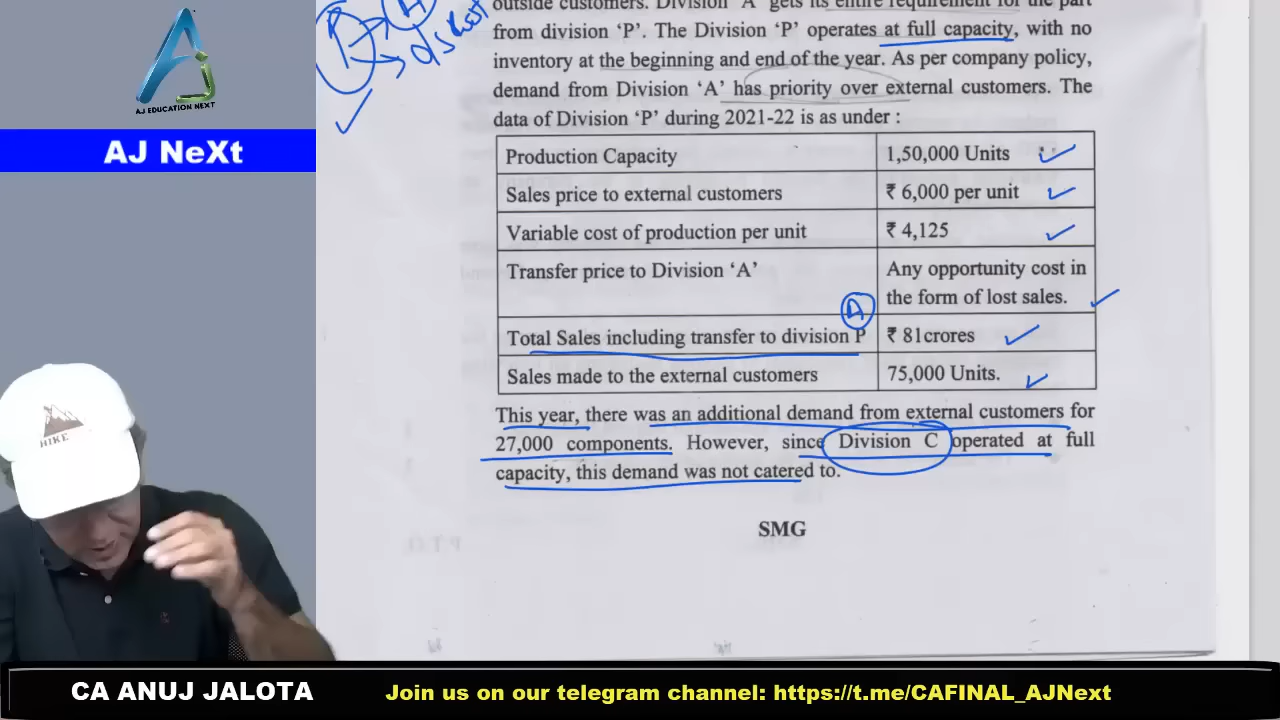 outside customers. Division 'A' gets its entire requirement for the part
from division 'P'. The Division 'P' operates at full capacity, with no
inventory at the beginning and end of the year. As per company policy,
demand from Division 'A' has priority over external customers. The
data of Division 'P' during 2021-22 is as under :
Production Capacity 1,50,000 Units
Sales price to external customers ₹ 6,000 per unit
Variable cost of production per unit ₹ 4,125
Transfer price to Division 'A' Any opportunity cost in
the form of lost sales.
A
Total Sales including transfer to division P ₹ 81crores
Sales made to the external customers 75,000 Units.
This year, there was an additional demand from external customers for
27,000 components. However, since Division C operated at full
capacity, this demand was not catered to.
SMG
AJ EDUCATION NEXT
AJ NeXt
HIKE
CA ANUJ JALOTA
Join us on our telegram channel: https://t.me/CAFINAL_AJNext